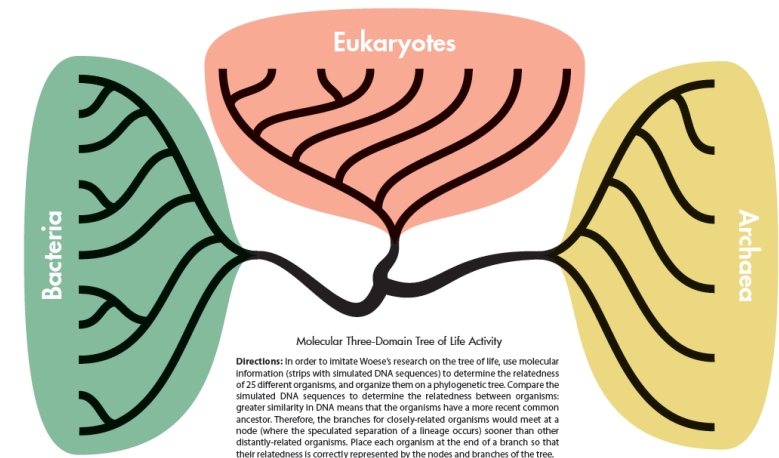 Eukaryotes
Bacteria
Archaea
Molecular Three-Domain Tree of Life Activity
Directions: In order to imitate Woese's research on the tree of life, use molecular
information (strips with simulated DNA sequences) to determine the relatedness
of 25 different organisms, and organize them on a phylogenetic tree. Compare the
simulated DNA sequences to determine the relatedness between organisms:
greater similarity in DNA means that the organisms have a more recent common
ancestor. Therefore, the branches for closely-related organisms would meet at a
node (where the speculated separation of a lineage occurs) sooner than other
distantly-related organisms. Place each organism at the end of a branch so that
their relatedness is correctly represented by the nodes and branches of the tree.